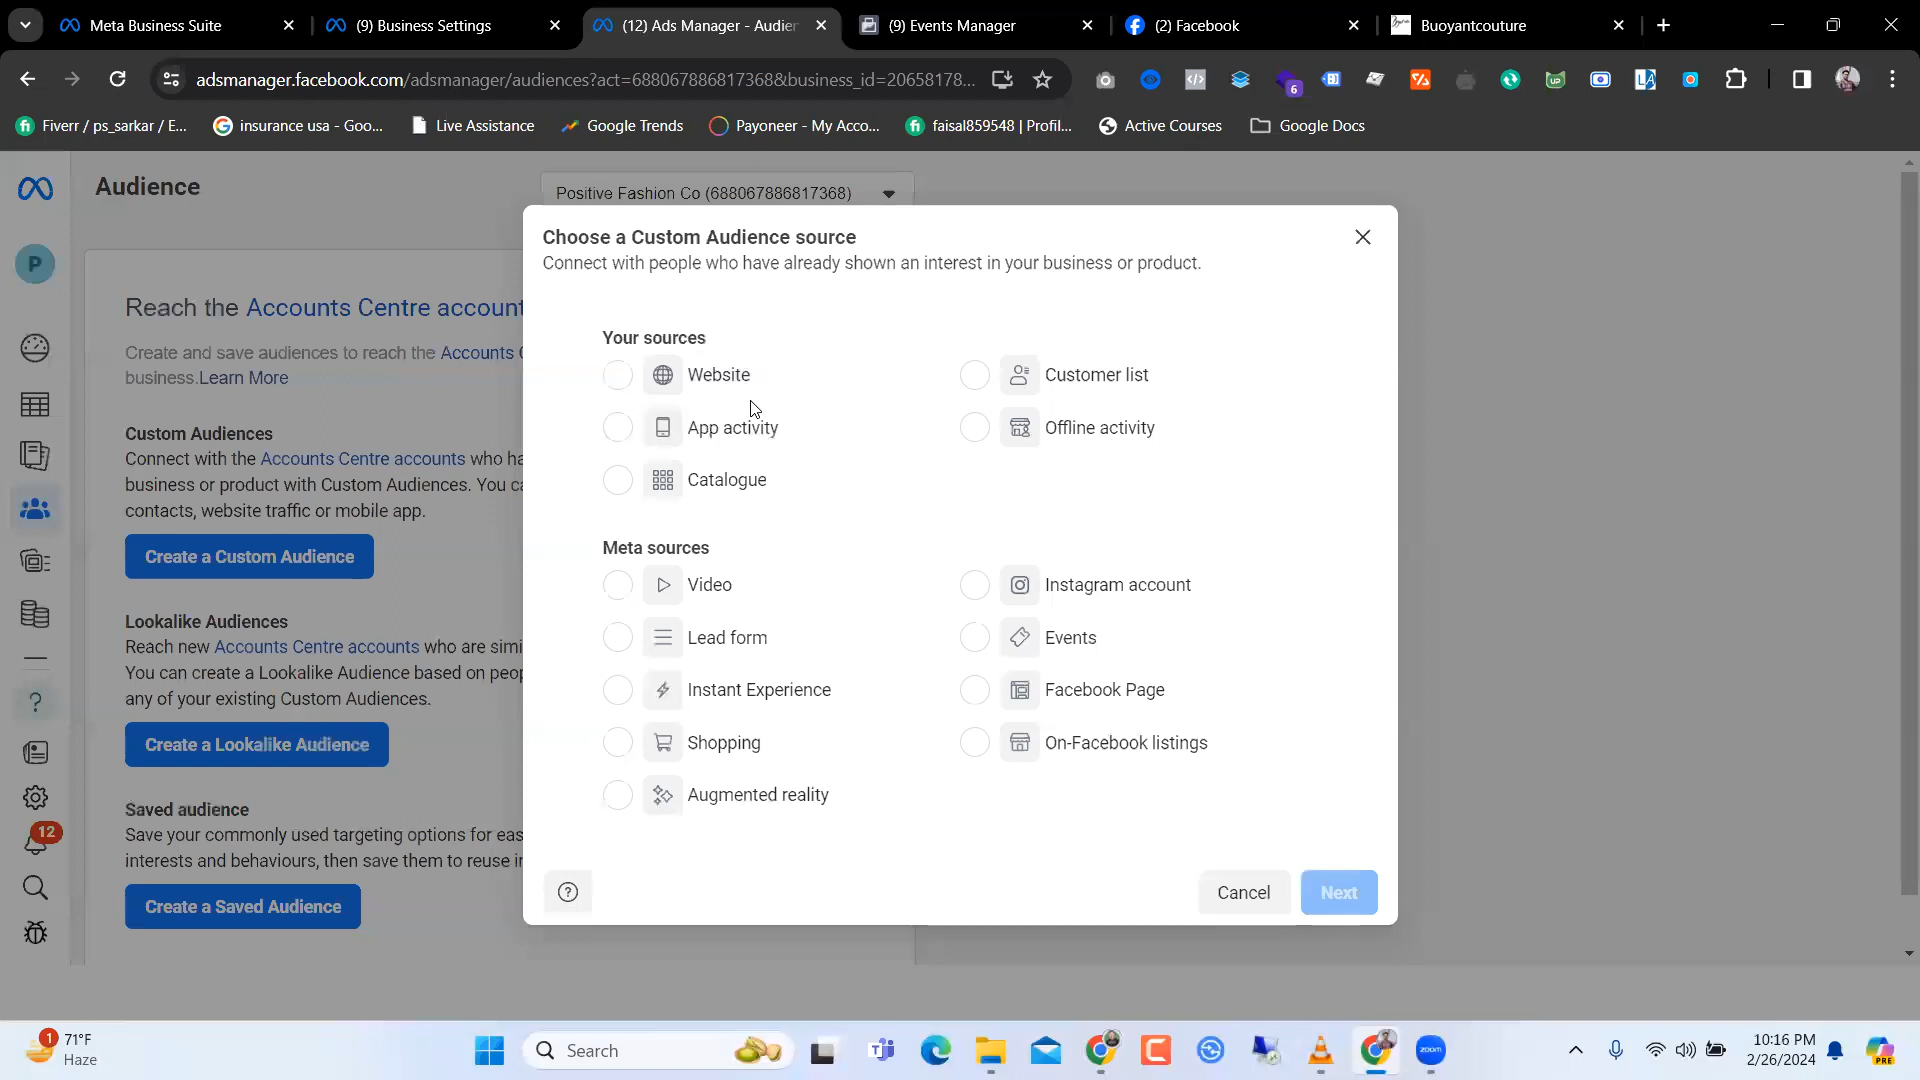 Meta Business Suite
(9) Business Settings
(12) Ads Manager - Audien
(9) Events Manager
(2) Facebook
Buoyantcouture
adsmanager.facebook.com/adsmanager/audiences?act=688067886817368&business_id=20658178...
6
Fiverr / ps_sarkar / E...
insurance usa - Goo...
Live Assistance
Google Trends
Payoneer - My Acco...
faisal859548 | Profil...
Active Courses
Google Docs
Audience
Positive Fashion Co (688067886817368)
P
Reach the Accounts Centre account
Create and save audiences to reach the Accounts C
business.Learn More
Custom Audiences
Connect with the Accounts Centre accounts who ha
business or product with Custom Audiences. You ca
contacts, website traffic or mobile app.
Create a Custom Audience
Lookalike Audiences
Reach new Accounts Centre accounts who are simi
You can create a Lookalike Audience based on peop
any of your existing Custom Audiences.
Create a Lookalike Audience
Saved audience
Save your commonly used targeting options for eas
interests and behaviours, then save them to reuse in
Create a Saved Audience
12
Choose a Custom Audience source
Connect with people who have already shown an interest in your business or product.
Your sources
Website
Customer list
App activity
Offline activity
Catalogue
Meta sources
Video
Instagram account
Lead form
Events
Instant Experience
Facebook Page
Shopping
On-Facebook listings
Augmented reality
Cancel
Next
1
71°F
Haze
Search
zoom
10:16 PM
2/26/2024
PRE